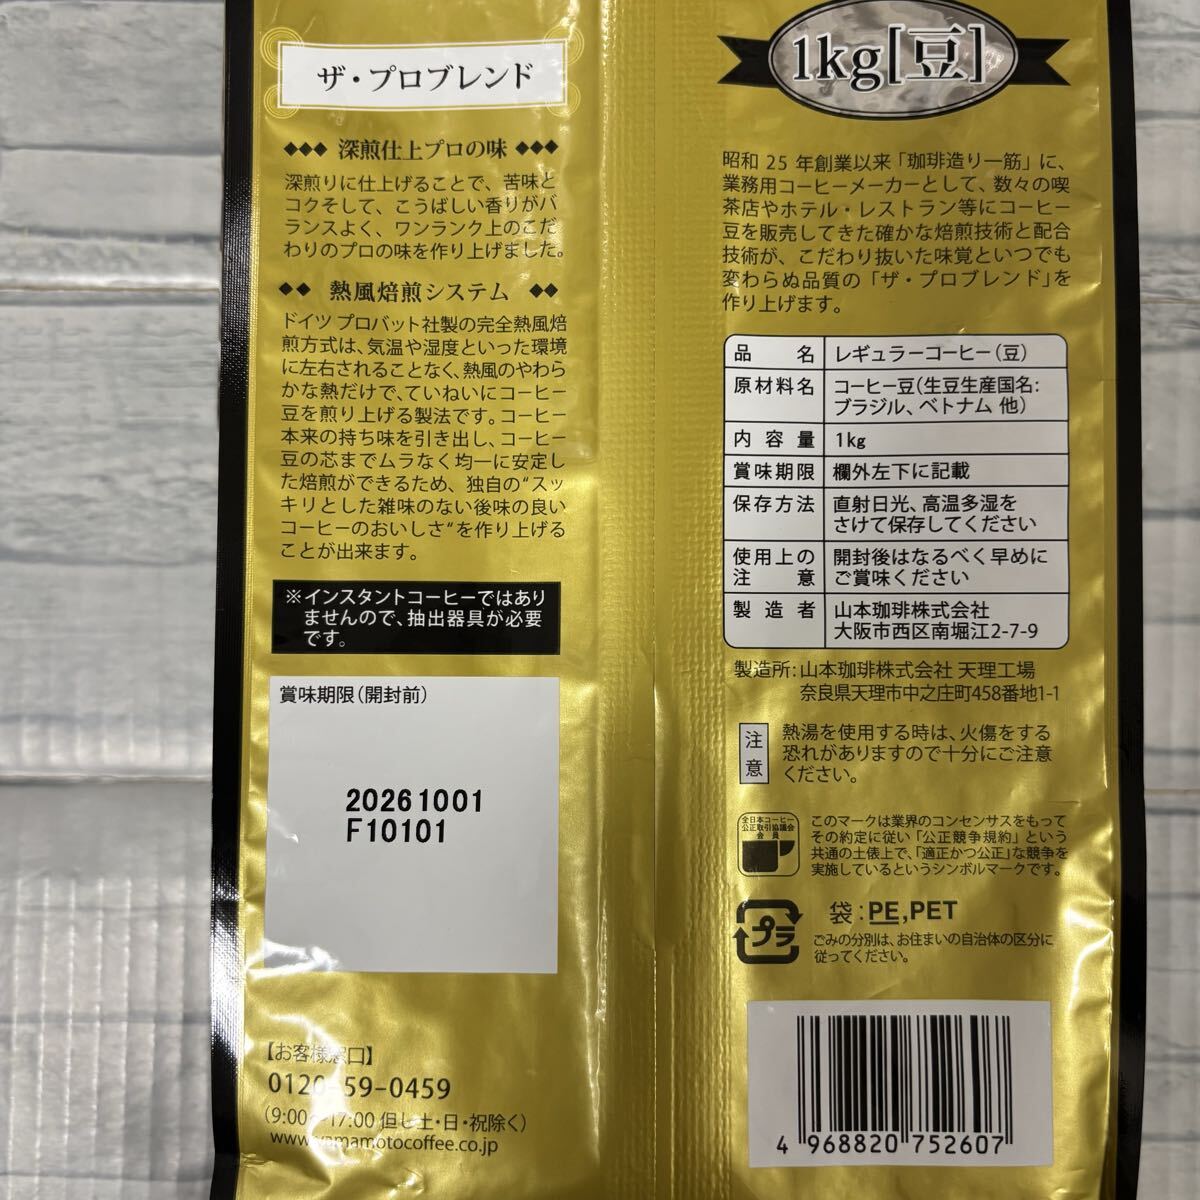 ザ・プロブレンド
◆◆◆ 深煎仕上プロの味 ◆◆◆
深煎りに仕上げることで、苦味と
コクそして、こうばしい香りがバ
ランスよく、ワンランク上のこだ
わりのプロの味を作り上げました。
◆◆ 熱風焙煎システム ◆◆
ドイツ プロバット社製の完全熱風焙
煎方式は、気温や湿度といった環境
に左右されることなく、熱風のやわら
かな熱だけで、ていねいにコーヒー
豆を煎り上げる製法です。コーヒー
本来の持ち味を引き出し、コーヒー
豆の芯までムラなく均一に安定し
た焙煎ができるため、独自の“スッ
キリとした雑味のない後味の良い
コーヒーのおいしさ“を作り上げる
ことが出来ます。
※インスタントコーヒーではあり
ませんので、抽出器具が必要
です。
賞味期限(開封前)
20261001
F10101
【お客様窓口】
0120-59-0459
(9:00~17:00 但し土・日・祝除く)
www.yamamotocoffee.co.jp
1kg[豆]
昭和25年創業以来「珈琲造り一筋」に、
業務用コーヒーメーカーとして、数々の喫
茶店やホテル・レストラン等にコーヒー
豆を販売してきた確かな焙煎技術と配合
技術が、こだわり抜いた味覚といつでも
変わらぬ品質の「ザ・プロブレンド」を
作り上げます。
品名 レギュラーコーヒー(豆)
原材料名 コーヒー豆(生豆生産国名:
ブラジル、ベトナム 他)
内容量 1kg
賞味期限 欄外左下に記載
保存方法 直射日光、高温多湿を
さけて保存してください
使用上の注意 開封後はなるべく早めに
ご賞味ください
製造者 山本珈琲株式会社
大阪市西区南堀江2-7-9
製造所:山本珈琲株式会社 天理工場
奈良県天理市中之庄町458番地1-1
注意 熱湯を使用する時は、火傷をする
恐れがありますので十分にご注意
ください。
全日本コーヒー
公正取引協議会
会員
このマークは業界のコンセンサスをもって
その約定に従い「公正競争規約」という
共通の土俵上で、「適正かつ公正」な競争を
実施しているというシンボルマークです。
プラ
袋:PE,PET
ごみの分別は、お住まいの自治体の区分に
従ってください。
4 968820 752607